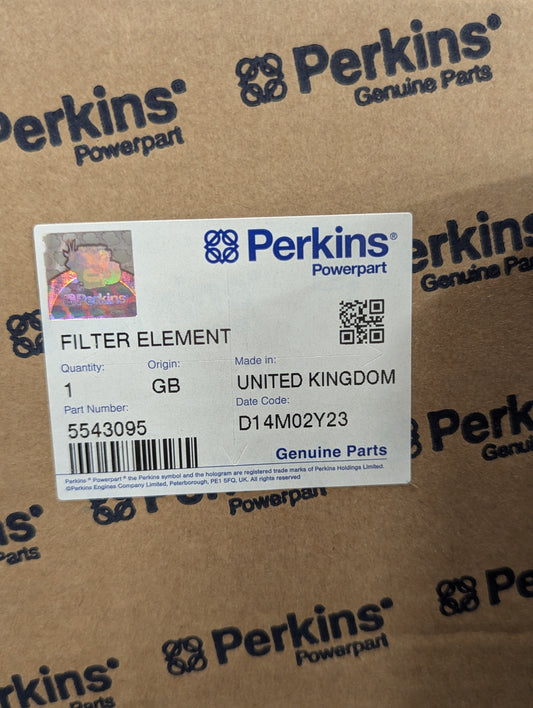 Perkins®
Genuine Parts
Perkins®
Powerpart
Perkins®
Powerpart
Perkins
erkins
Genuine Pa
FILTER ELEMENT
Quantity:
1
Origin:
GB
Made in:
UNITED KINGDOM
Part Number:
5543095
Date Code:
D14M02Y23
Genuine Parts
Perkins ® Powerpart ® the Perkins symbol and the hologram are registered trade marks of Perkins Holdings Limited.
©Perkins Engines Company Limited, Peterborough, PE1 5FQ, UK. All rights reserved
Perkins
Genui
Powerpart
s®
Parts
Perkins®
Powerpart
Pe
rkins®